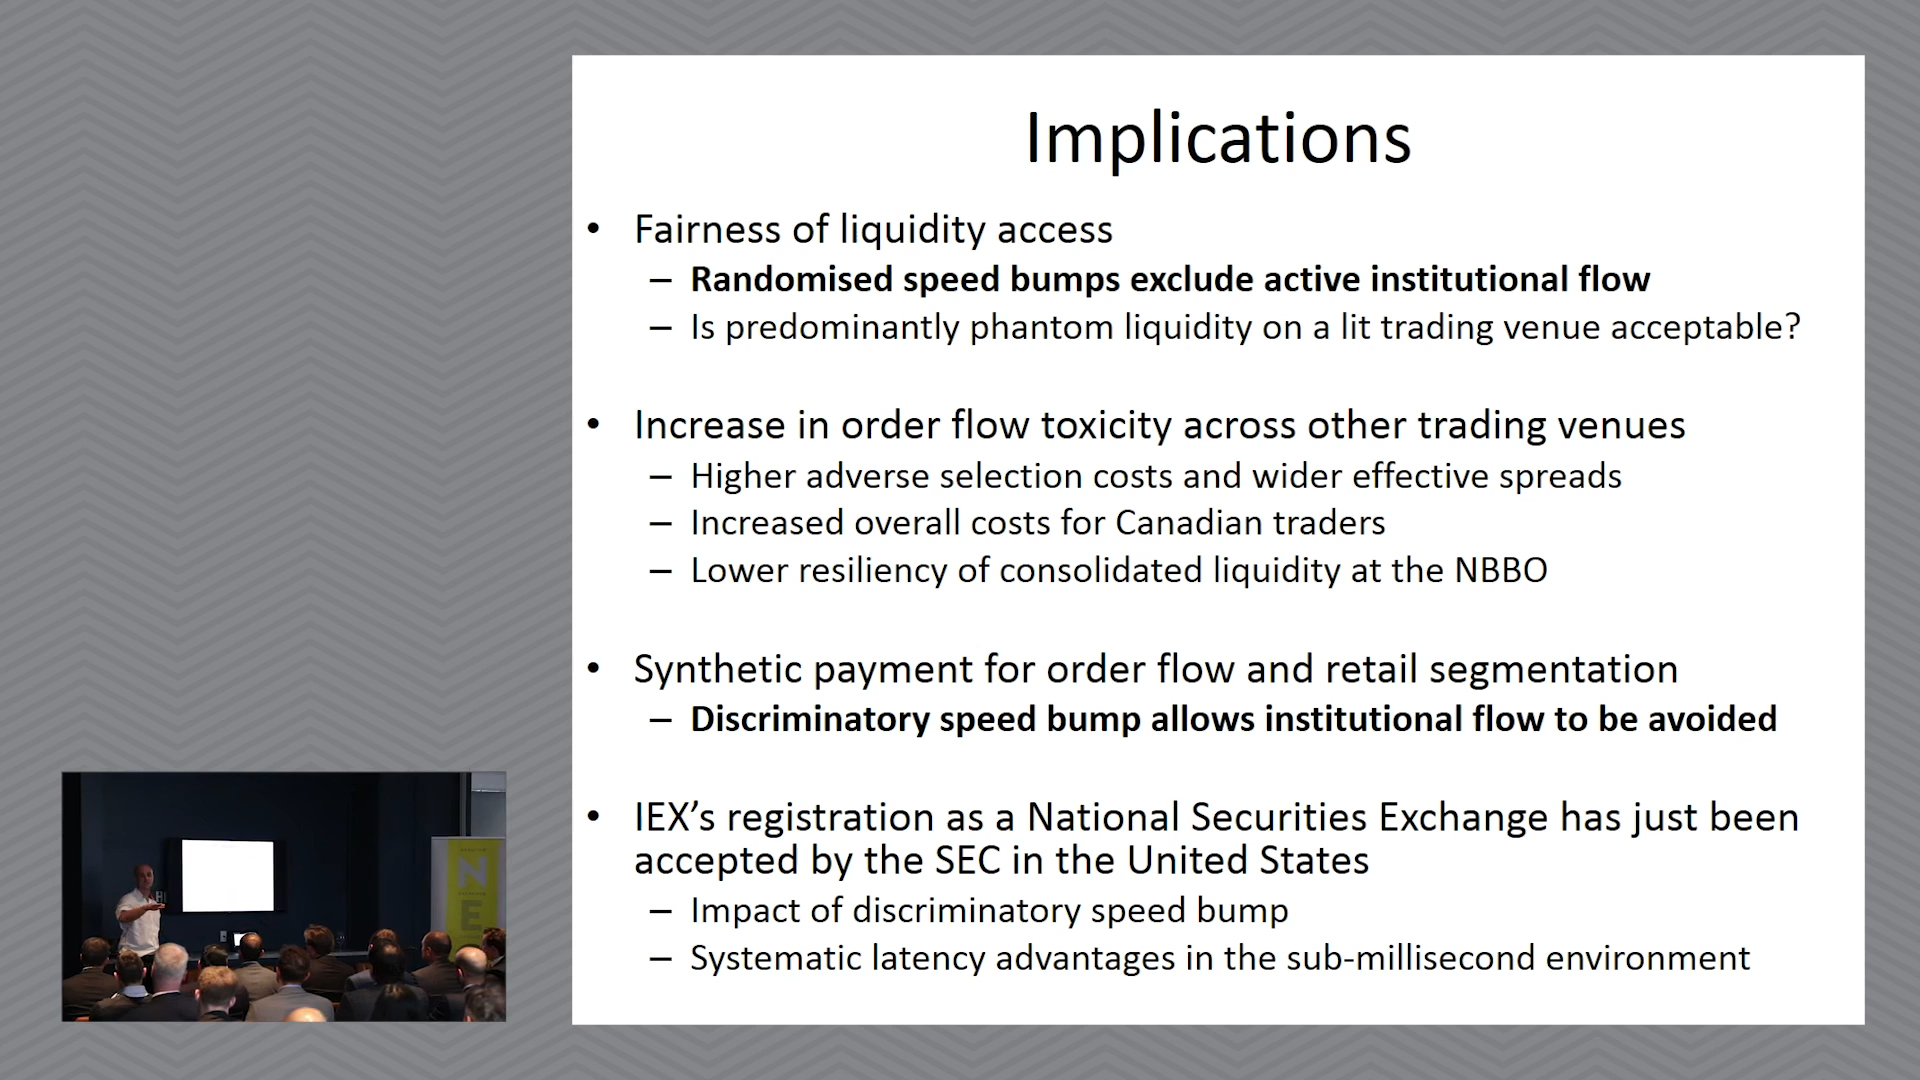 Implications
• Fairness of liquidity access
– Randomised speed bumps exclude active institutional flow
– Is predominantly phantom liquidity on a lit trading venue acceptable?
• Increase in order flow toxicity across other trading venues
– Higher adverse selection costs and wider effective spreads
– Increased overall costs for Canadian traders
– Lower resiliency of consolidated liquidity at the NBBO
• Synthetic payment for order flow and retail segmentation
– Discriminatory speed bump allows institutional flow to be avoided
• IEX’s registration as a National Securities Exchange has just been
accepted by the SEC in the United States
– Impact of discriminatory speed bump
– Systematic latency advantages in the sub-millisecond environment
N
E